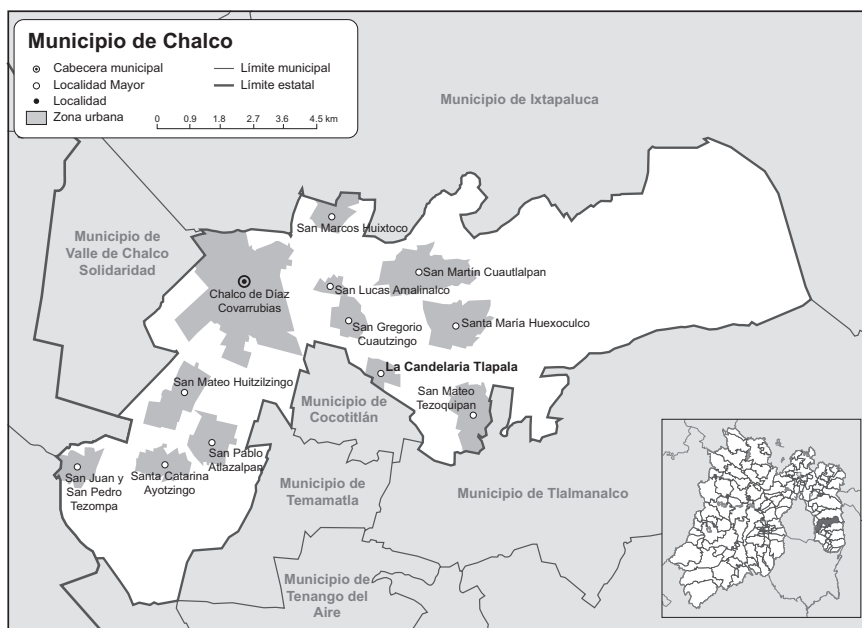 Municipio de Chalco
Cabecera municipal
Localidad Mayor
Localidad
Zona urbana
Límite municipal
Límite estatal
0 0.9 1.8 2.7 3.6 4.5 km
Municipio de Ixtapaluca
Municipio de
Valle de Chalco
Solidaridad
San Marcos Huixtoco
San Martín Cuautlalpan
Chalco de Díaz
Covarrubias
San Lucas Amalinalco
San Gregorio
Cuautzingo
Santa María Huexoculco
La Candelaria Tlapala
San Mateo Huitzilzingo
Municipio de
Cocotitlán
San Mateo
Tezoquipan
San Pablo
Atlazalpan
San Juan y
San Pedro
Tezompa
Santa Catarina
Ayotzingo
Municipio de
Temamatla
Municipio de Tlalmanalco
Municipio de
Tenango del
Aire